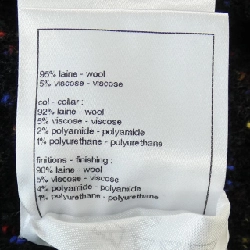 95% laine - wool
5% viscose - viscose
col - collar :
92% laine - wool
5% viscose - viscose
2% polyamide - polyamide
1% polyurethane - polyurethane
finitions - finishing :
90% laine - wool
5% viscose - viscose
4% polyamide - polyamide
1% polyurethane - polyurethane